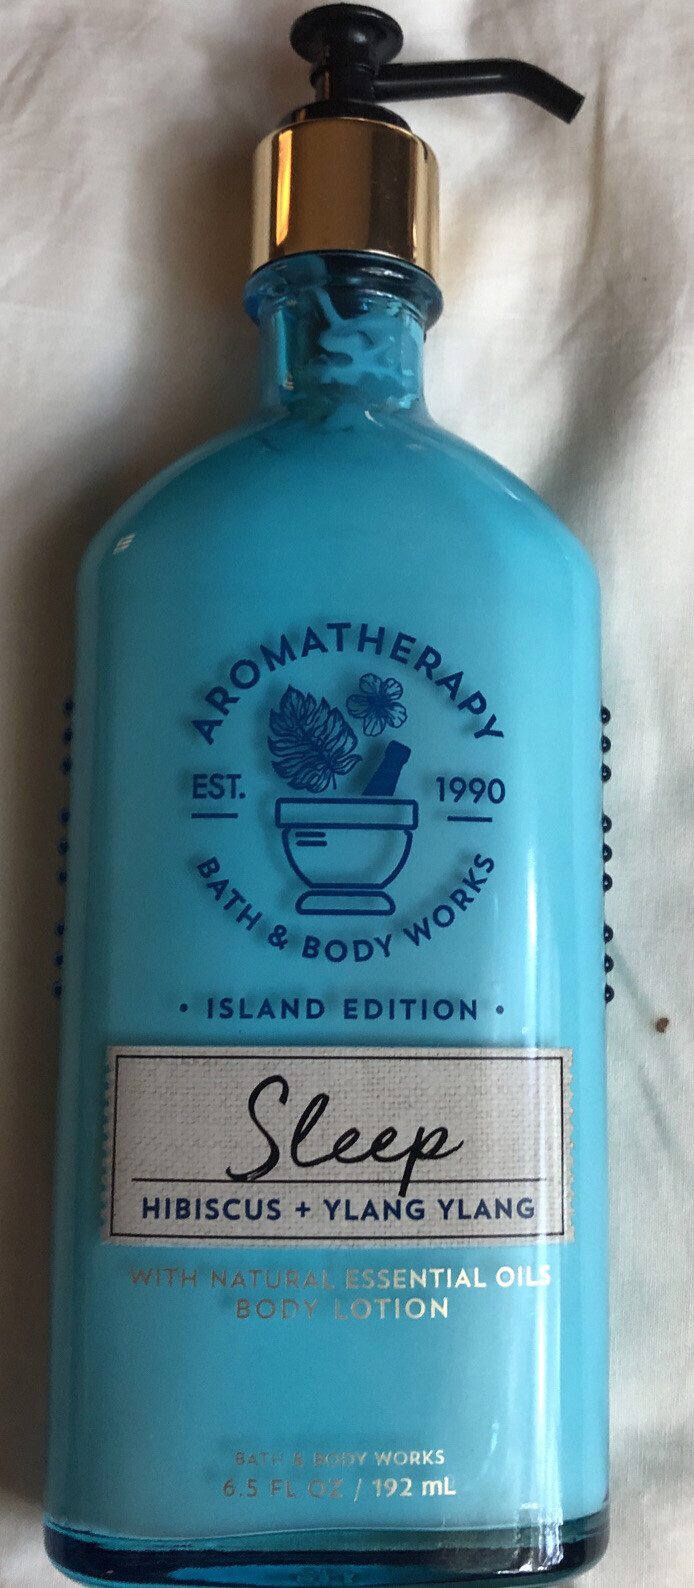 AROMATHERAPY
EST. 1990
BATH & BODY WORKS
• ISLAND EDITION •
Sleep
HIBISCUS + YLANG YLANG
WITH NATURAL ESSENTIAL OILS
BODY LOTION
BATH & BODY WORKS
6.5 FL OZ / 192 mL